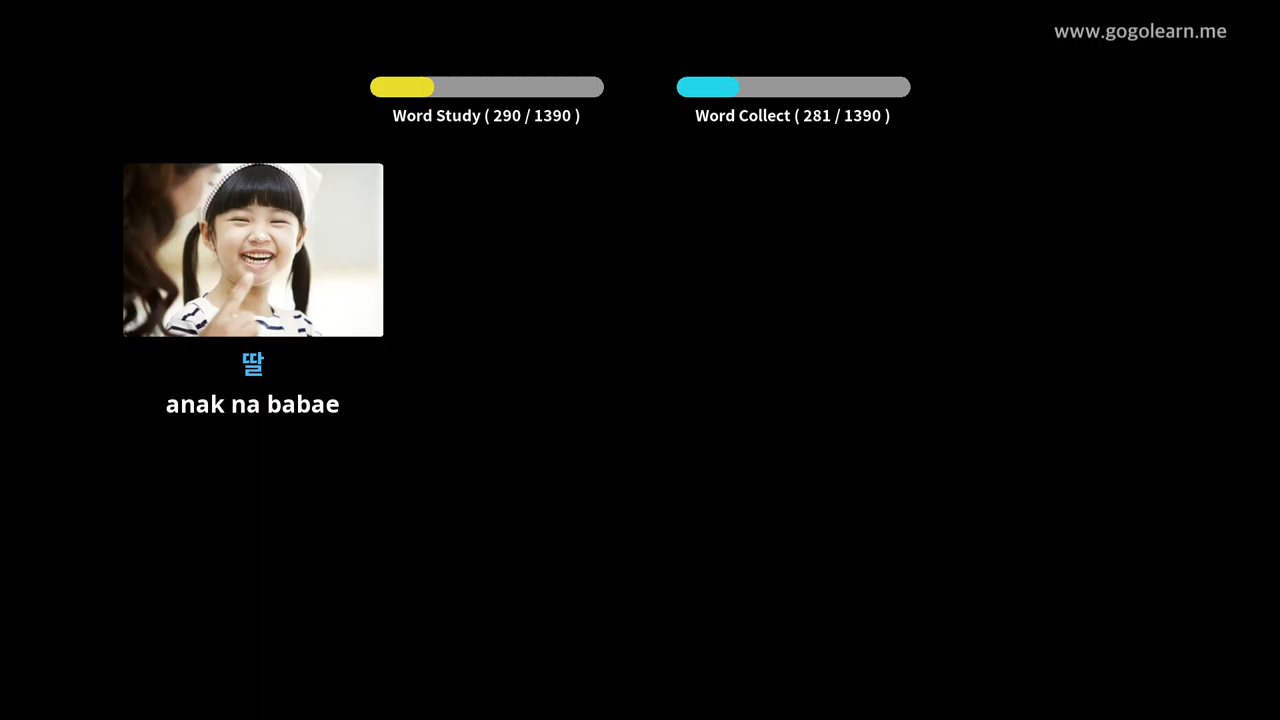 www.gogolearn.me
Word Study ( 290 / 1390 )
Word Collect ( 281 / 1390 )
딸
anak na babae